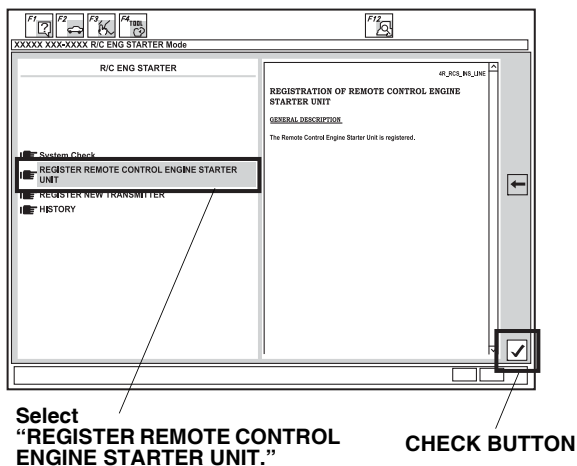 F1
F2
F3
F4 TOOL
F12
XXXXX XXX-XXXX R/C ENG STARTER Mode
R/C ENG STARTER
System Check
REGISTER REMOTE CONTROL ENGINE STARTER
UNIT
REGISTER NEW TRANSMITTER
HISTORY
4R_RCS_INS_LINE
REGISTRATION OF REMOTE CONTROL ENGINE
STARTER UNIT
GENERAL DESCRIPTION
The Remote Control Engine Starter Unit is registered.
Select
“REGISTER REMOTE CONTROL
ENGINE STARTER UNIT.”
CHECK BUTTON